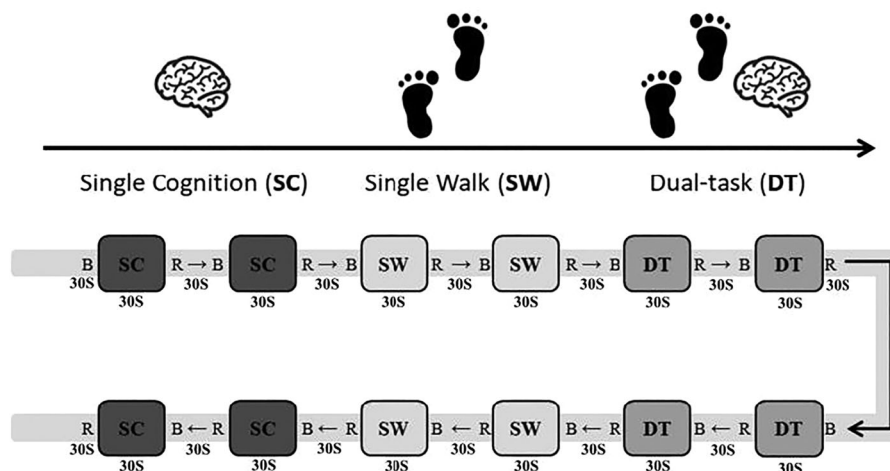 Single Cognition (SC) Single Walk (SW) Dual-task (DT)
B SC R → B SC R → B SW R → B SW R → B DT R → B DT R
30S 30S 30S 30S 30S 30S 30S
30S 30S 30S 30S 30S 30S
R SC B ← R SC B ← R SW B ← R SW B ← R DT B ← R DT B
30S 30S 30S 30S 30S 30S
30S 30S 30S 30S 30S 30S